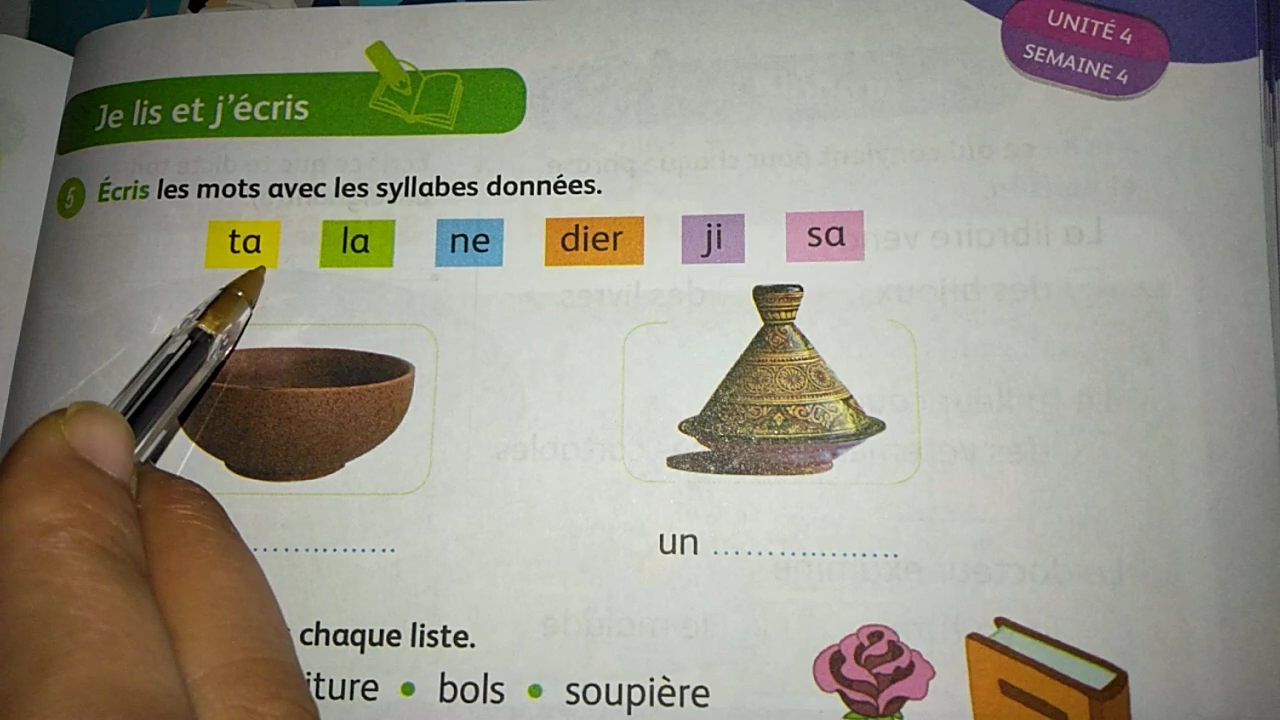 UNITÉ 4
SEMAINE 4
Je lis et j'écris
5 Écris les mots avec les syllabes données.
ta la ne dier ji sa
.................. un ..................
chaque liste.
iture • bols • soupière